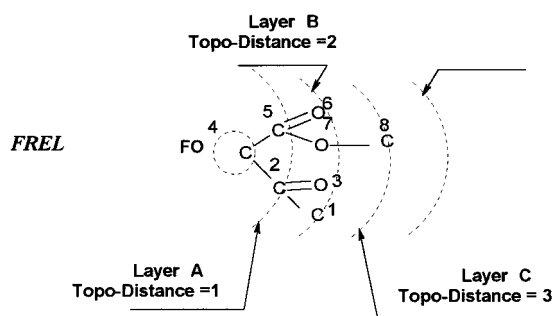 Layer B
Topo-Distance =2
5
6
O
4
C
7
O
8
C
FREL
FO
C
2
3
C
O
C 1
Layer A
Topo-Distance =1
Layer C
Topo-Distance = 3